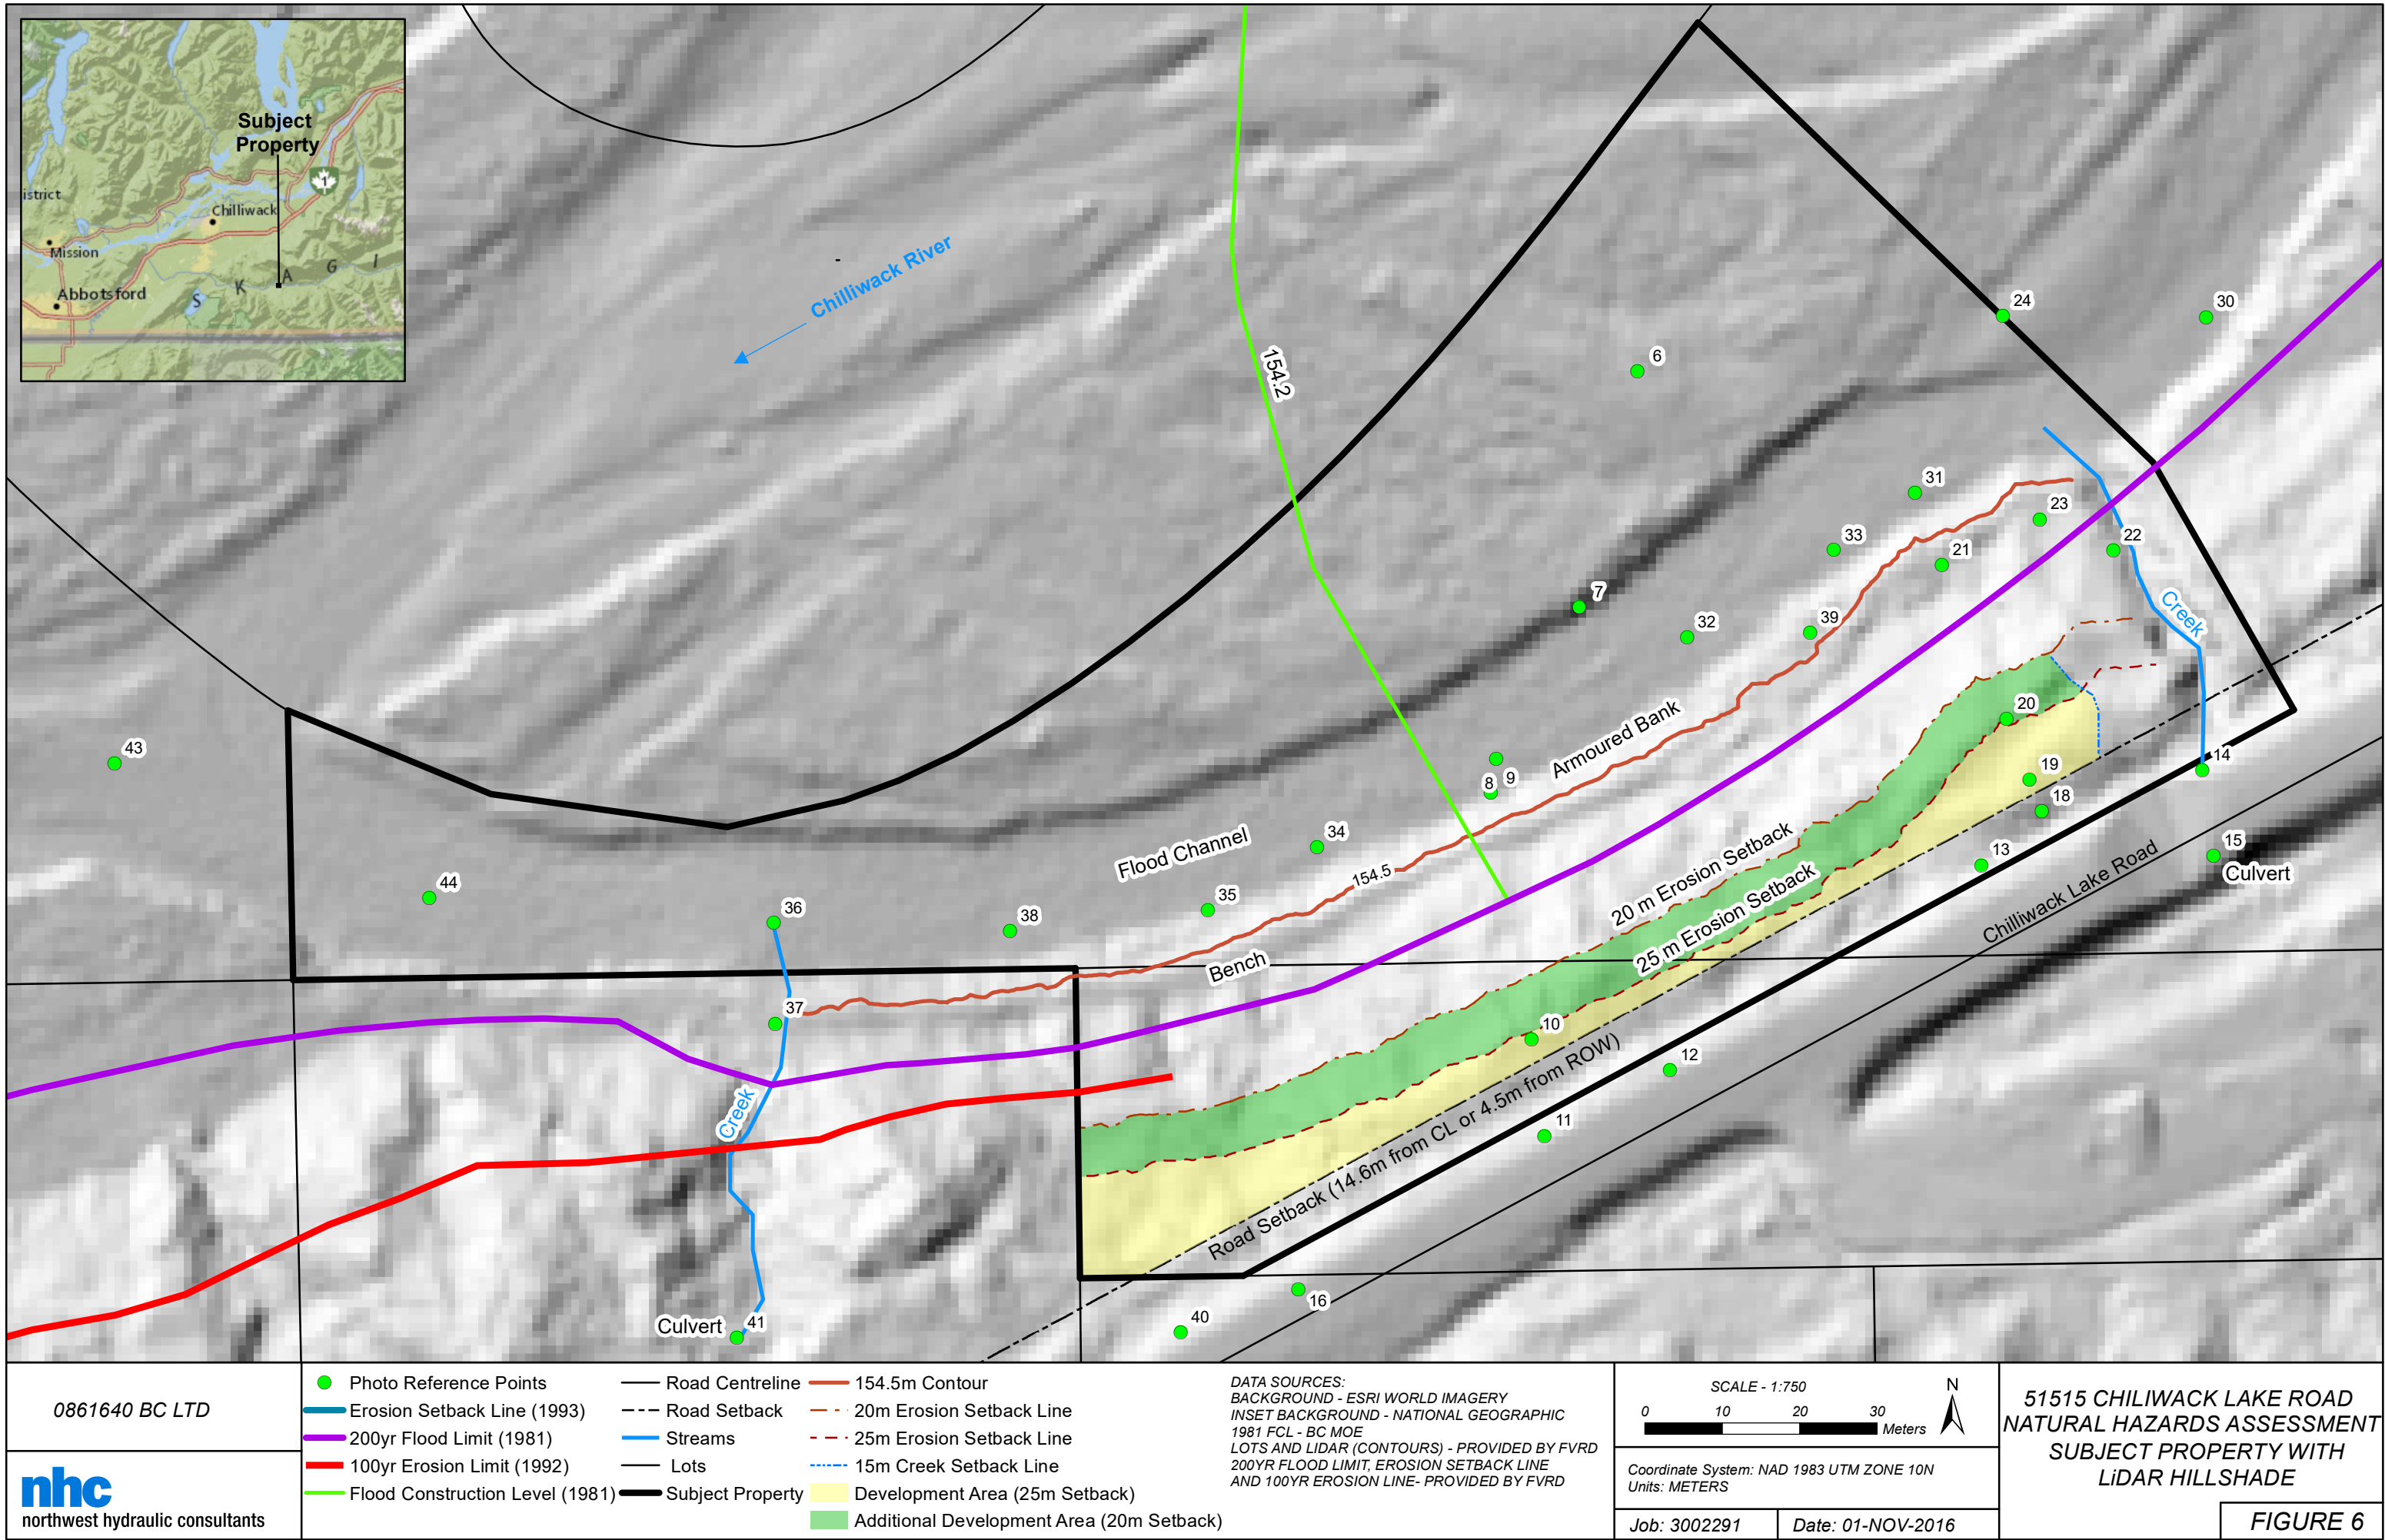 Subject
Property
1
istrict
Chilliwack
Mission
Abbotsford
S K A G I
Chilliwack River
154.2
24
30
6
31
23
33
21
22
7
32
39
Creek
43
Armoured Bank
20
8
9
14
19
18
34
Flood Channel
20 m Erosion Setback
13
15
Culvert
44
154.5
25 m Erosion Setback
Chilliwack Lake Road
36
38
35
Bench
37
10
12
Creek
11
Road Setback (14.6m from CL or 4.5m from ROW)
16
40
Culvert
41
0861640 BC LTD
nhc
northwest hydraulic consultants
Photo Reference Points
Erosion Setback Line (1993)
200yr Flood Limit (1981)
100yr Erosion Limit (1992)
Flood Construction Level (1981)
Road Centreline
Road Setback
Streams
Lots
Subject Property
154.5m Contour
20m Erosion Setback Line
25m Erosion Setback Line
15m Creek Setback Line
Development Area (25m Setback)
Additional Development Area (20m Setback)
DATA SOURCES:
BACKGROUND - ESRI WORLD IMAGERY
INSET BACKGROUND - NATIONAL GEOGRAPHIC
1981 FCL - BC MOE
LOTS AND LIDAR (CONTOURS) - PROVIDED BY FVRD
200YR FLOOD LIMIT, EROSION SETBACK LINE
AND 100YR EROSION LINE- PROVIDED BY FVRD
SCALE - 1:750
0 10 20 30
Meters
N
Coordinate System: NAD 1983 UTM ZONE 10N
Units: METERS
Job: 3002291
Date: 01-NOV-2016
51515 CHILIWACK LAKE ROAD
NATURAL HAZARDS ASSESSMENT
SUBJECT PROPERTY WITH
LiDAR HILLSHADE
FIGURE 6